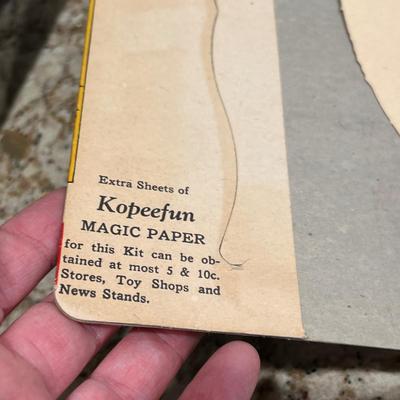 Extra Sheets of
Kopeefun
MAGIC PAPER
for this Kit can be ob-
tained at most 5 & 10c.
Stores, Toy Shops and
News Stands.